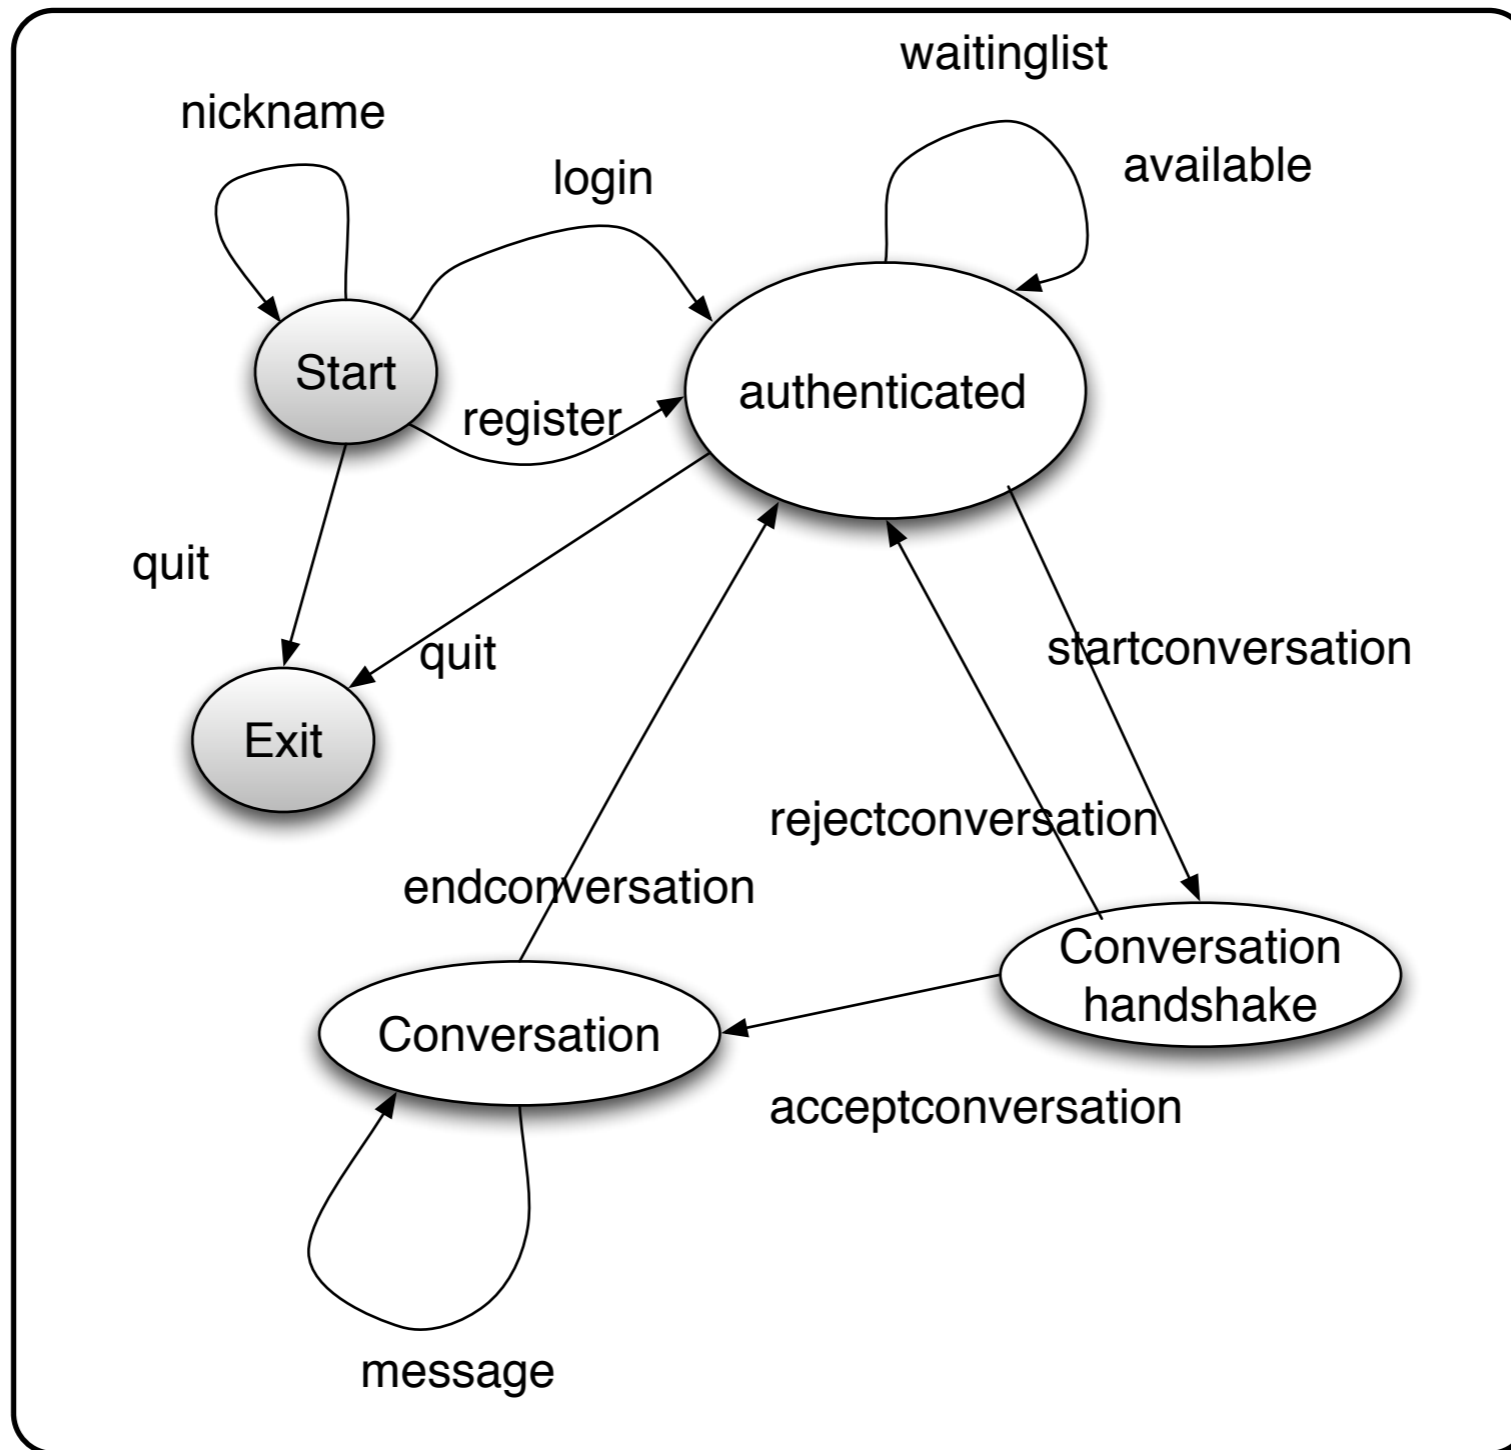 waitinglist
nickname
available
login
Start
authenticated
register
quit
quit
startconversation
Exit
rejectconversation
endconversation
Conversation
handshake
Conversation
acceptconversation
message